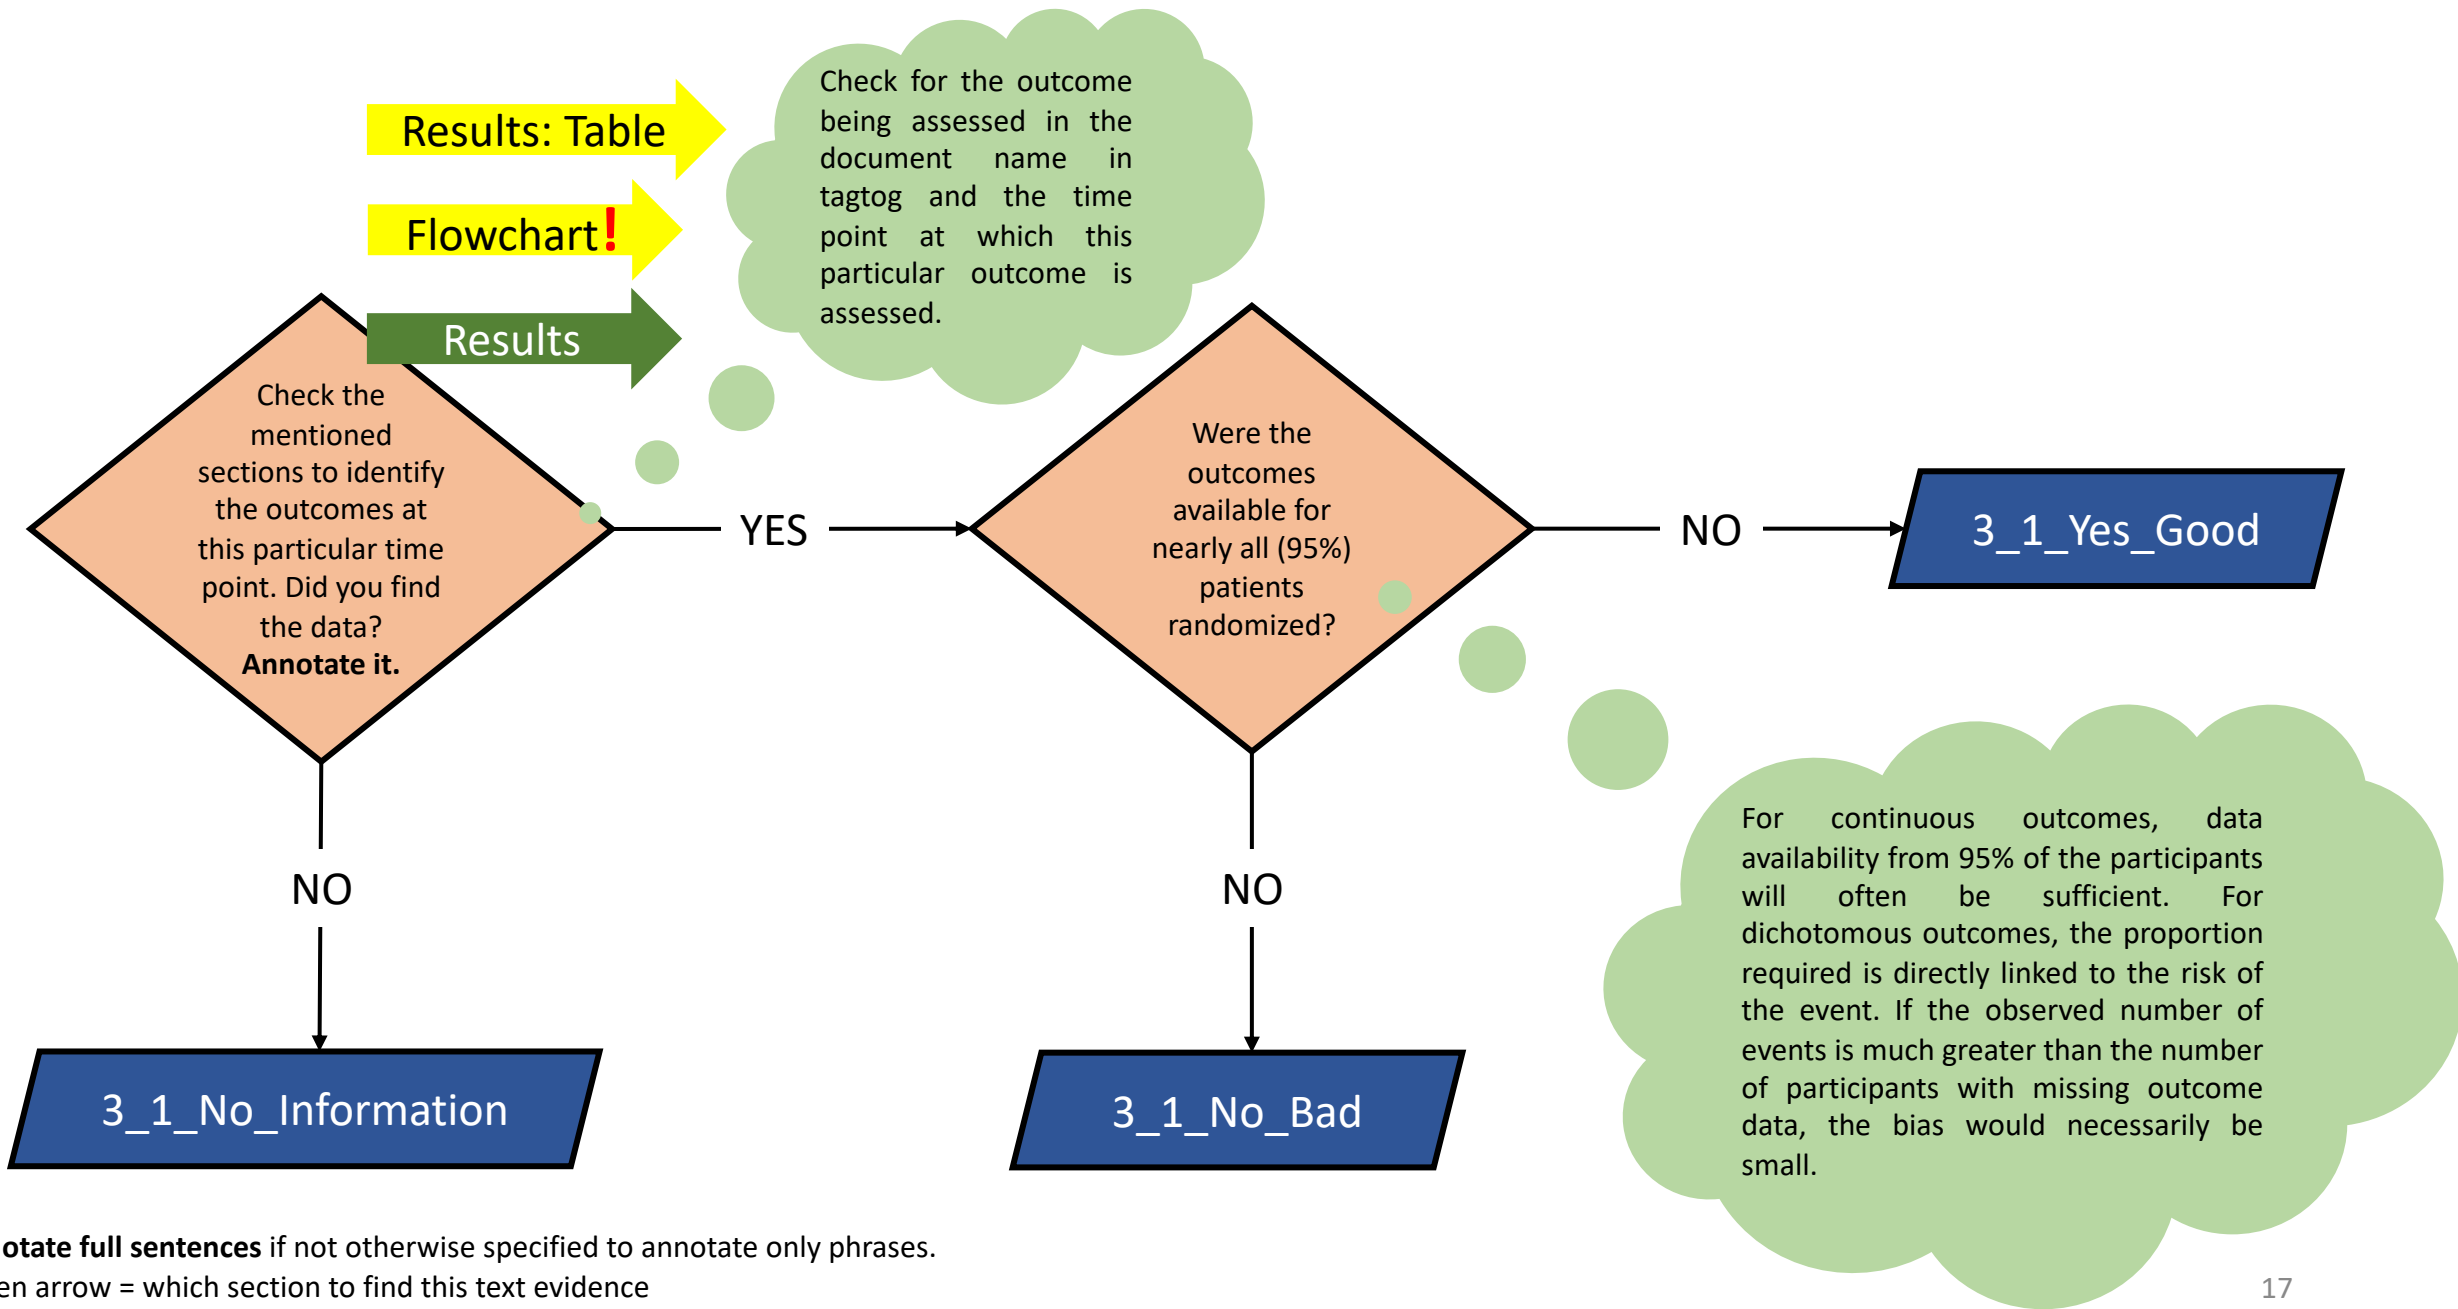 Results: Table
Flowchart!
Results
Check for the outcome
being assessed in the
document name in
tagtog and the time
point at which this
particular outcome is
assessed.
Check the
mentioned
sections to identify
the outcomes at
this particular time
point. Did you find
the data?
Annotate it.
YES
Were the
outcomes
available for
nearly all (95%)
patients
randomized?
NO
3_1_Yes_Good
NO
NO
3_1_No_Information
3_1_No_Bad
For continuous outcomes, data
availability from 95% of the participants
will often be sufficient. For
dichotomous outcomes, the proportion
required is directly linked to the risk of
the event. If the observed number of
events is much greater than the number
of participants with missing outcome
data, the bias would necessarily be
small.
otate full sentences if not otherwise specified to annotate only phrases.
en arrow = which section to find this text evidence
17